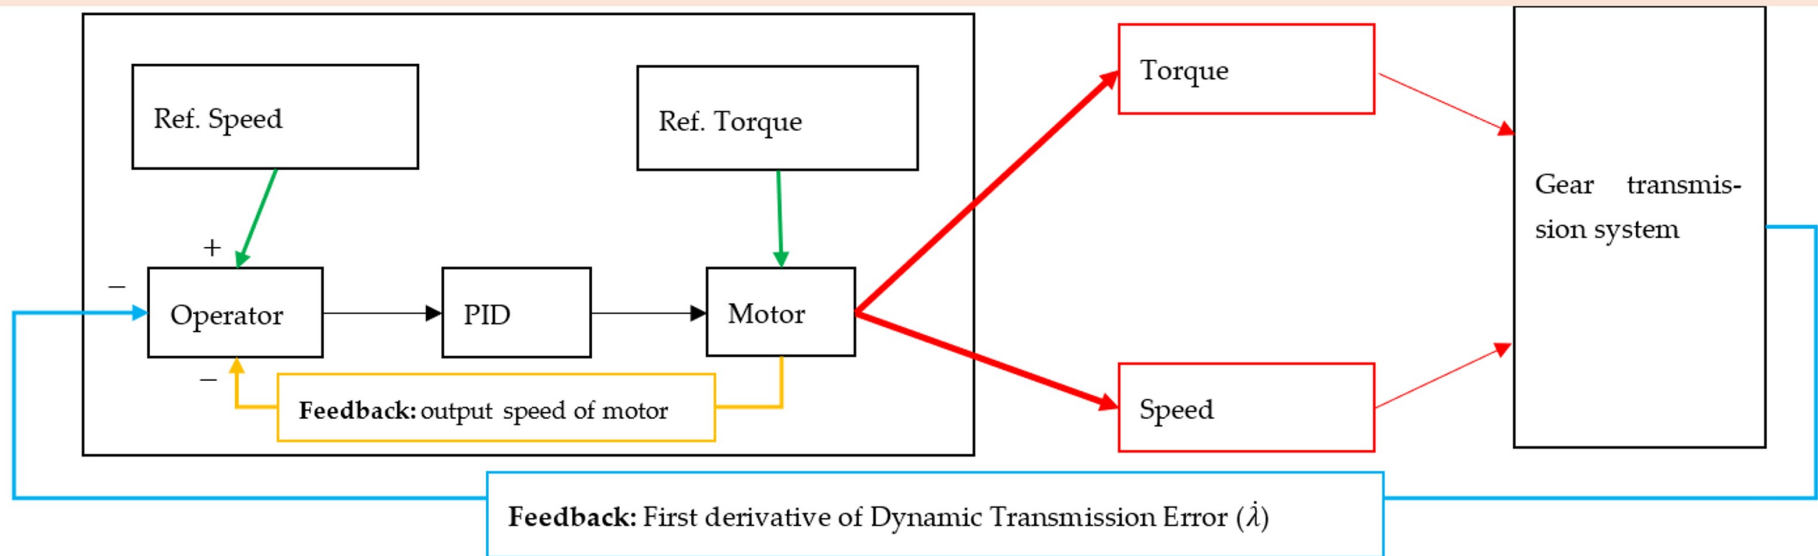 Ref. Speed
Ref. Torque
Torque
Gear transmis-
sion system
+
−
Operator
PID
Motor
−
Feedback: output speed of motor
Speed
Feedback: First derivative of Dynamic Transmission Error (λ̇)